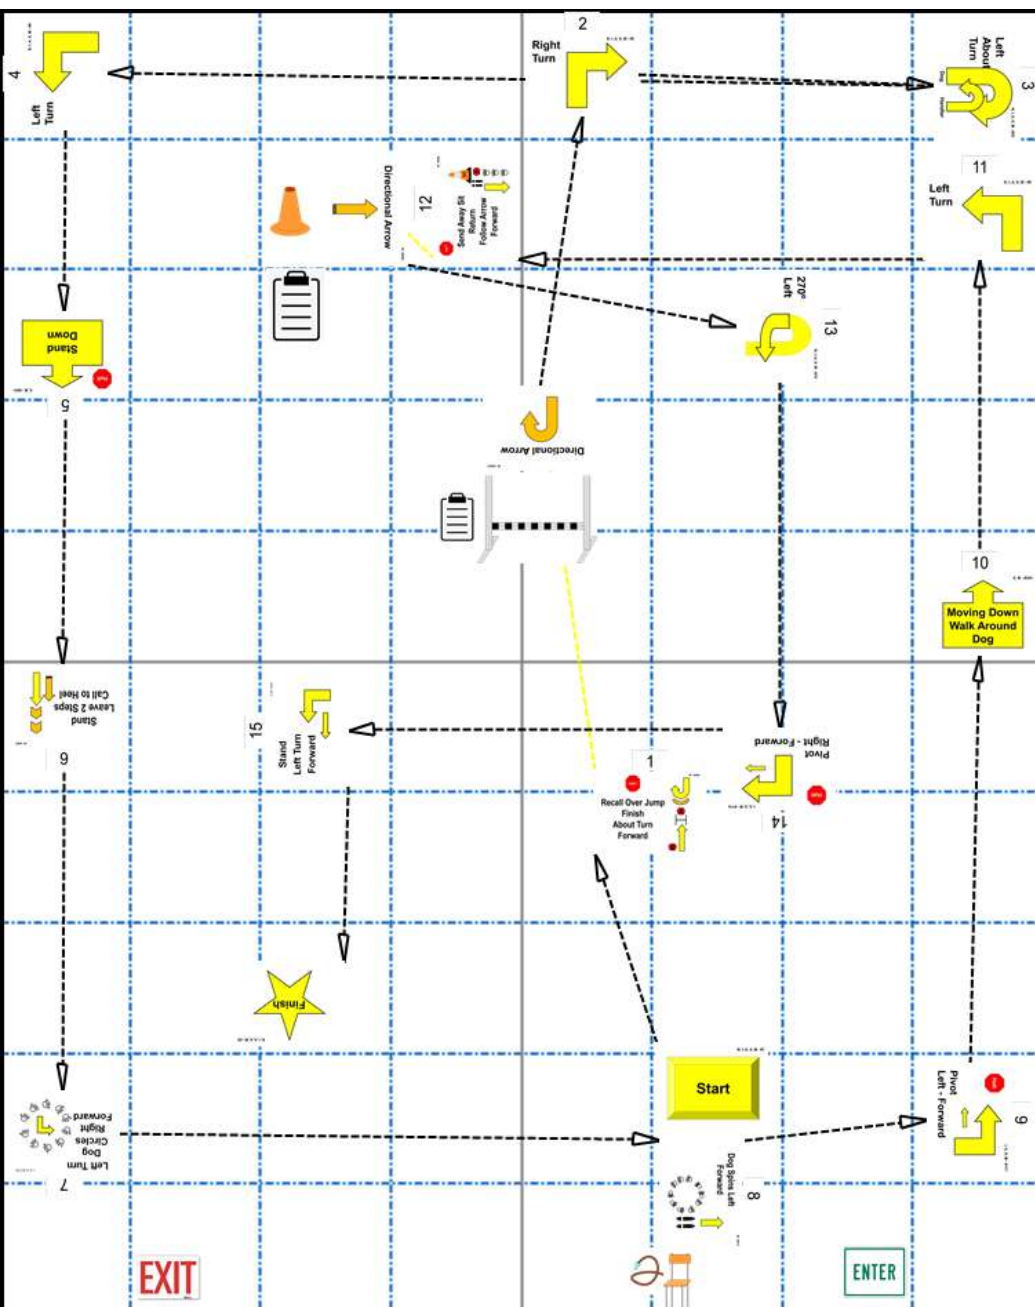 2
Right
Turn
Left
About
Turn
Dog
Handler
3
4
Left
Turn
11
Left
Turn
Directional Arrow
12
Send Away Sit
Return
Follow Arrow
Forward
270°
Left
13
Stand
Down
Halt
5
Directional Arrow
10
Moving Down
Walk Around
Dog
Stand
Leave 2 Steps
Call to Heel
6
15
Stand
Left Turn
Forward
1
Recall Over Jump
Finish
About Turn
Forward
Pivot
Right - Forward
14
Finish
Start
Pivot
Left - Forward
9
Left Turn
Dog
Circles
Right
Forward
7
Dog Spins Left
Forward
8
EXIT
ENTER